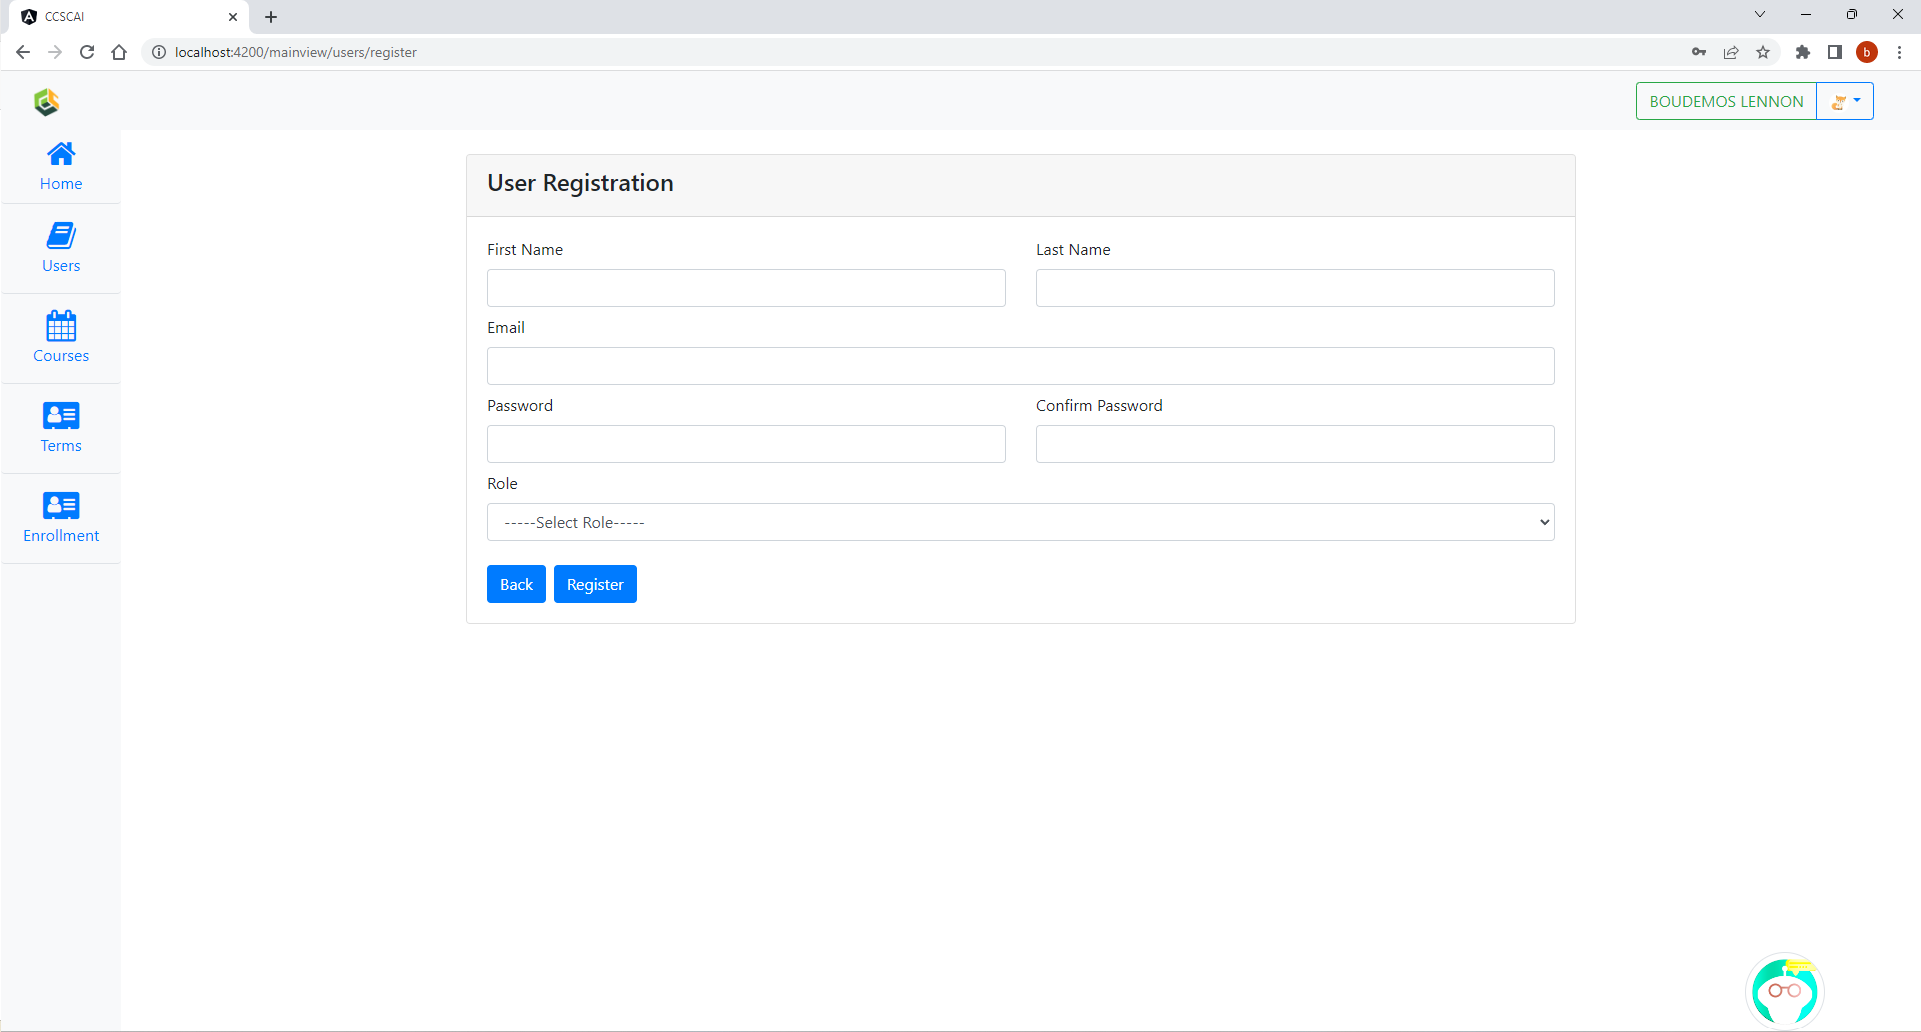 CCSCAI
localhost:4200/mainview/users/register
b
BOUDEMOS LENNON
Home
Users
Courses
Terms
Enrollment
User Registration
First Name Last Name
Email
Password Confirm Password
Role
-----Select Role-----
Back Register